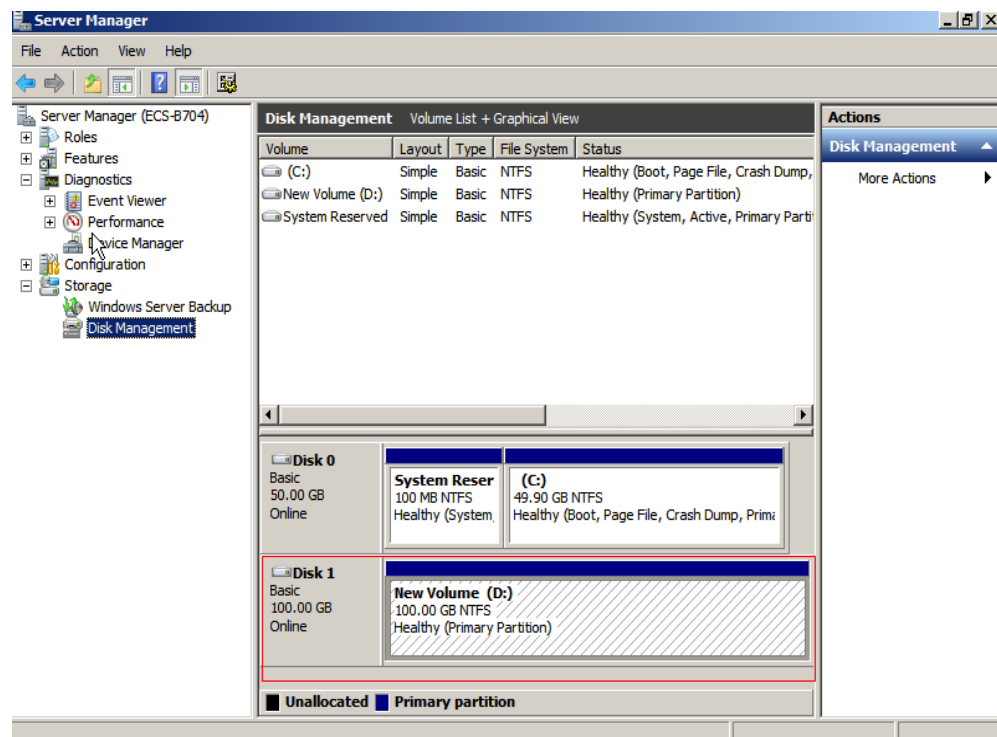 Server Manager
File Action View Help
Server Manager (ECS-B704)
Roles
Features
Diagnostics
Event Viewer
Performance
Device Manager
Configuration
Storage
Windows Server Backup
Disk Management
Disk Management Volume List + Graphical View
Volume Layout Type File System Status
(C:) Simple Basic NTFS Healthy (Boot, Page File, Crash Dump,
New Volume (D:) Simple Basic NTFS Healthy (Primary Partition)
System Reserved Simple Basic NTFS Healthy (System, Active, Primary Parti
Disk 0
Basic
50.00 GB
Online
System Reser
100 MB NTFS
Healthy (System,
(C:)
49.90 GB NTFS
Healthy (Boot, Page File, Crash Dump, Prima
Disk 1
Basic
100.00 GB
Online
New Volume (D:)
100.00 GB NTFS
Healthy (Primary Partition)
Unallocated Primary partition
Actions
Disk Management
More Actions